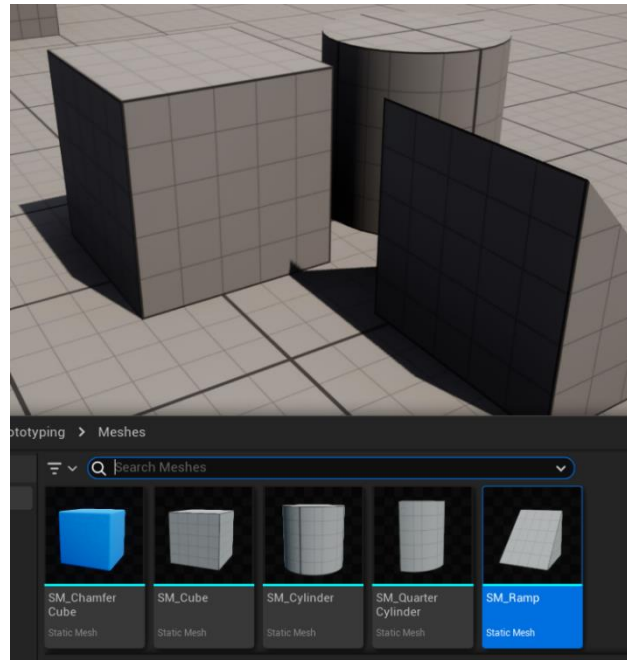 ototyping > Meshes
Search Meshes
SM_Chamfer
Cube
Static Mesh
SM_Cube
Static Mesh
SM_Cylinder
Static Mesh
SM_Quarter
Cylinder
Static Mesh
SM_Ramp
Static Mesh